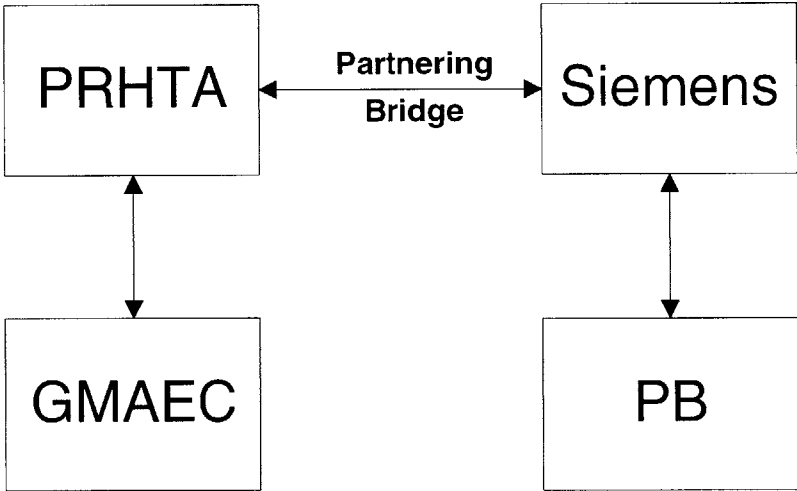 PRHTA
Partnering
Bridge
Siemens
GMAEC
PB